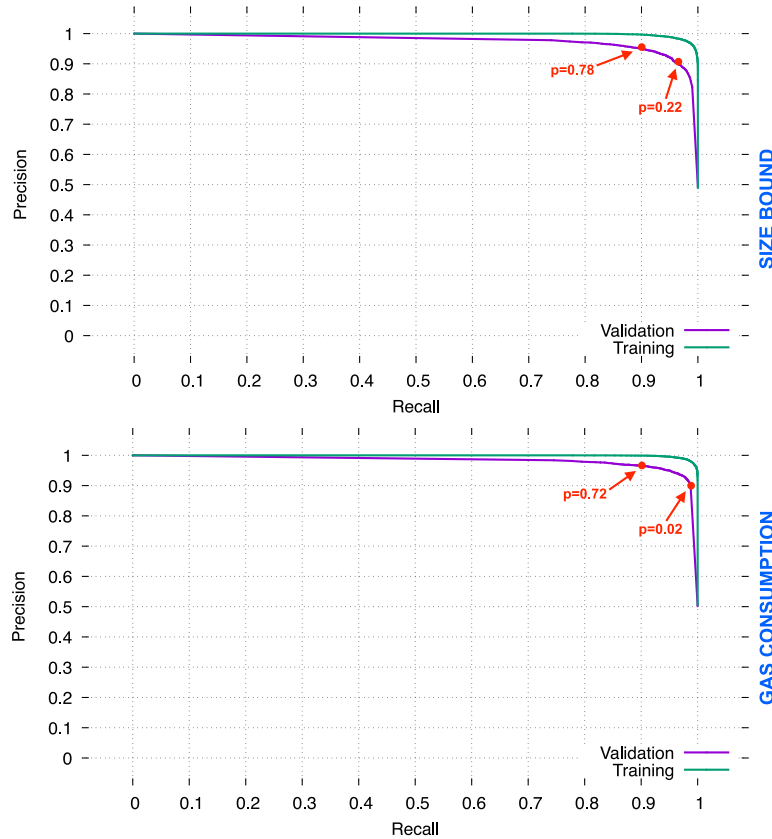 1
0.9
0.8
0.7
0.6
0.5
0.4
0.3
0.2
0.1
0
Precision
p=0.78
p=0.22
SIZE BOUND
Validation
Training
0 0.1 0.2 0.3 0.4 0.5 0.6 0.7 0.8 0.9 1
Recall
1
0.9
0.8
0.7
0.6
0.5
0.4
0.3
0.2
0.1
0
Precision
p=0.72
p=0.02
GAS CONSUMPTION
Validation
Training
0 0.1 0.2 0.3 0.4 0.5 0.6 0.7 0.8 0.9 1
Recall